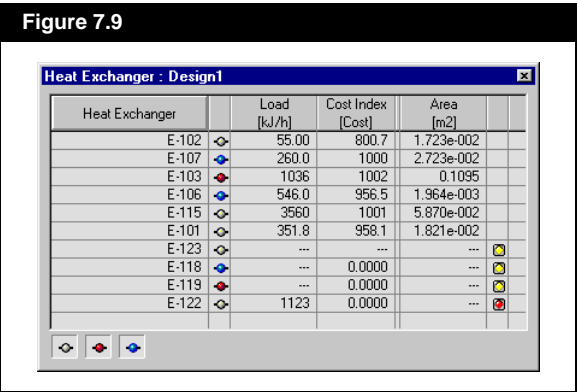 Figure 7.9
Heat Exchanger : Design1
Heat Exchanger Load [kJ/h] Cost Index [Cost] Area [m2]
E-102 55.00 800.7 1.723e-002
E-107 260.0 1000 2.723e-002
E-103 1036 1002 0.1095
E-106 546.0 956.5 1.964e-003
E-115 3560 1001 5.870e-002
E-101 351.8 958.1 1.821e-002
E-123 --- --- ---
E-118 --- 0.0000 ---
E-119 --- 0.0000 ---
E-122 1123 0.0000 ---